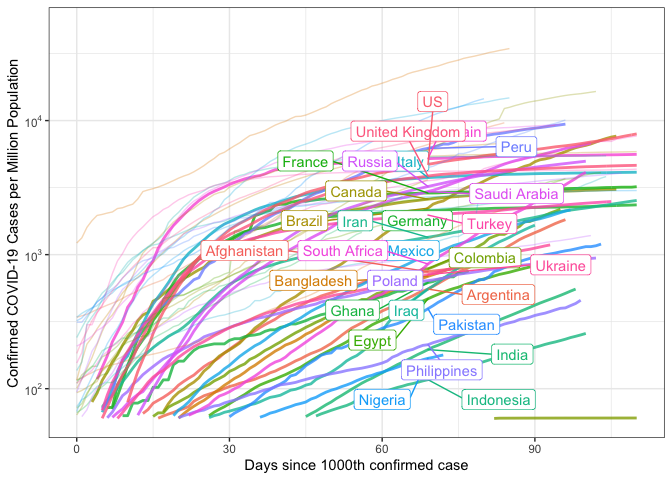 Confirmed COVID-19 Cases per Million Population
10⁴
10³
10²
US
United Kingdom
ain
Peru
France
Russia
Italy
Canada
Saudi Arabia
Brazil
Iran
Germany
Turkey
Afghanistan
South Africa
Mexico
Colombia
Ukraine
Bangladesh
Poland
Argentina
Ghana
Iraq
Pakistan
Egypt
India
Philippines
Nigeria
Indonesia
0 30 60 90
Days since 1000th confirmed case